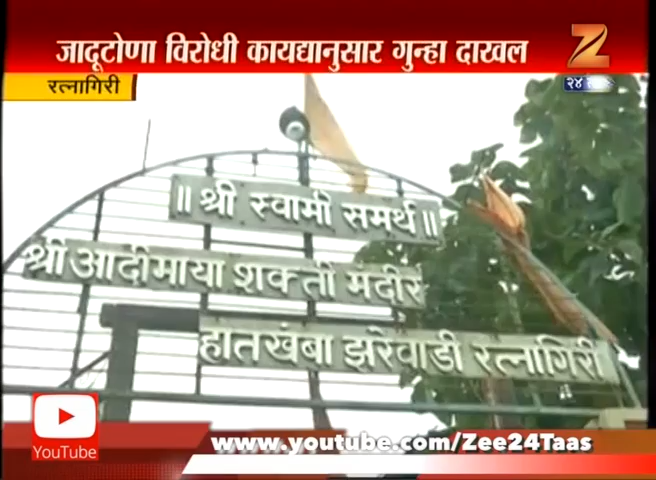 जादूटोणा विरोधी कायद्यानुसार गुन्हा दाखल
रत्नागिरी
२४
॥ श्री स्वामी समर्थ ॥
श्री आदीमाया शक्ती मंदीर
हातखंबा झरेवाडी रत्नागिरी
YouTube
www.youtube.com/Zee24Taas